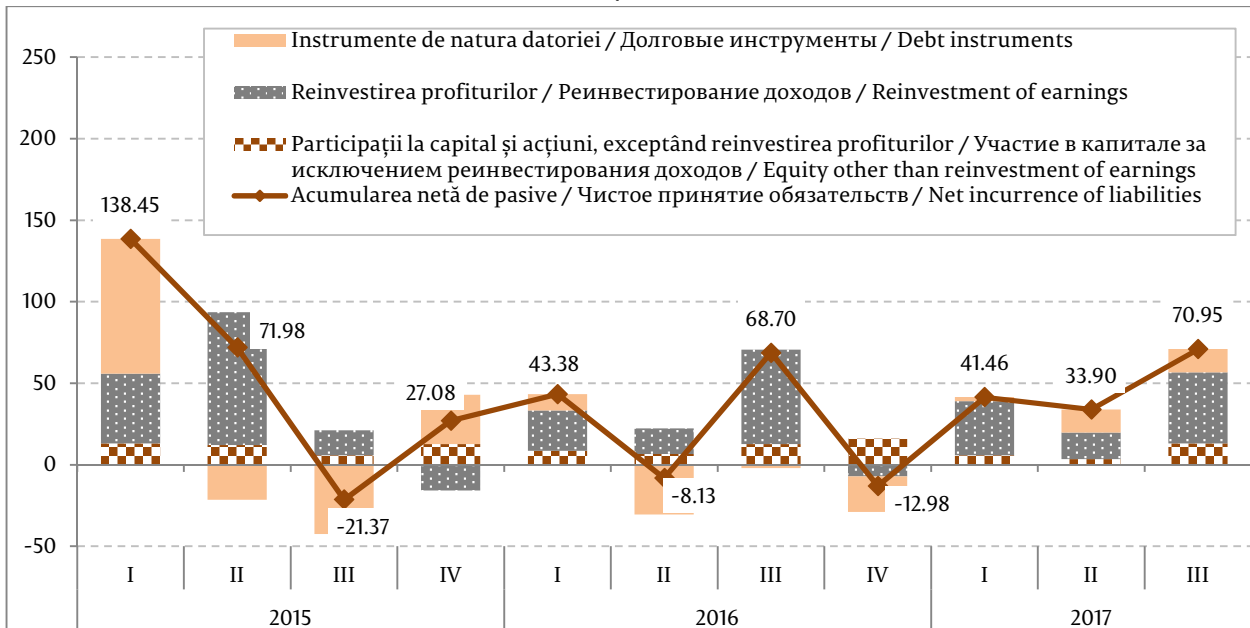 250
200
150
100
50
0
-50
Instrumente de natura datoriei / Долговые инструменты / Debt instruments
Reinvestirea profiturilor / Реинвестирование доходов / Reinvestment of earnings
Participații la capital și acțiuni, exceptând reinvestirea profiturilor / Участие в капитале за
исключением реинвестирования доходов / Equity other than reinvestment of earnings
Acumularea netă de pasive / Чистое принятие обязательств / Net incurrence of liabilities
138.45
71.98
-21.37
27.08
43.38
-8.13
68.70
-12.98
41.46
33.90
70.95
I II III IV I II III IV I II III
2015 2016 2017